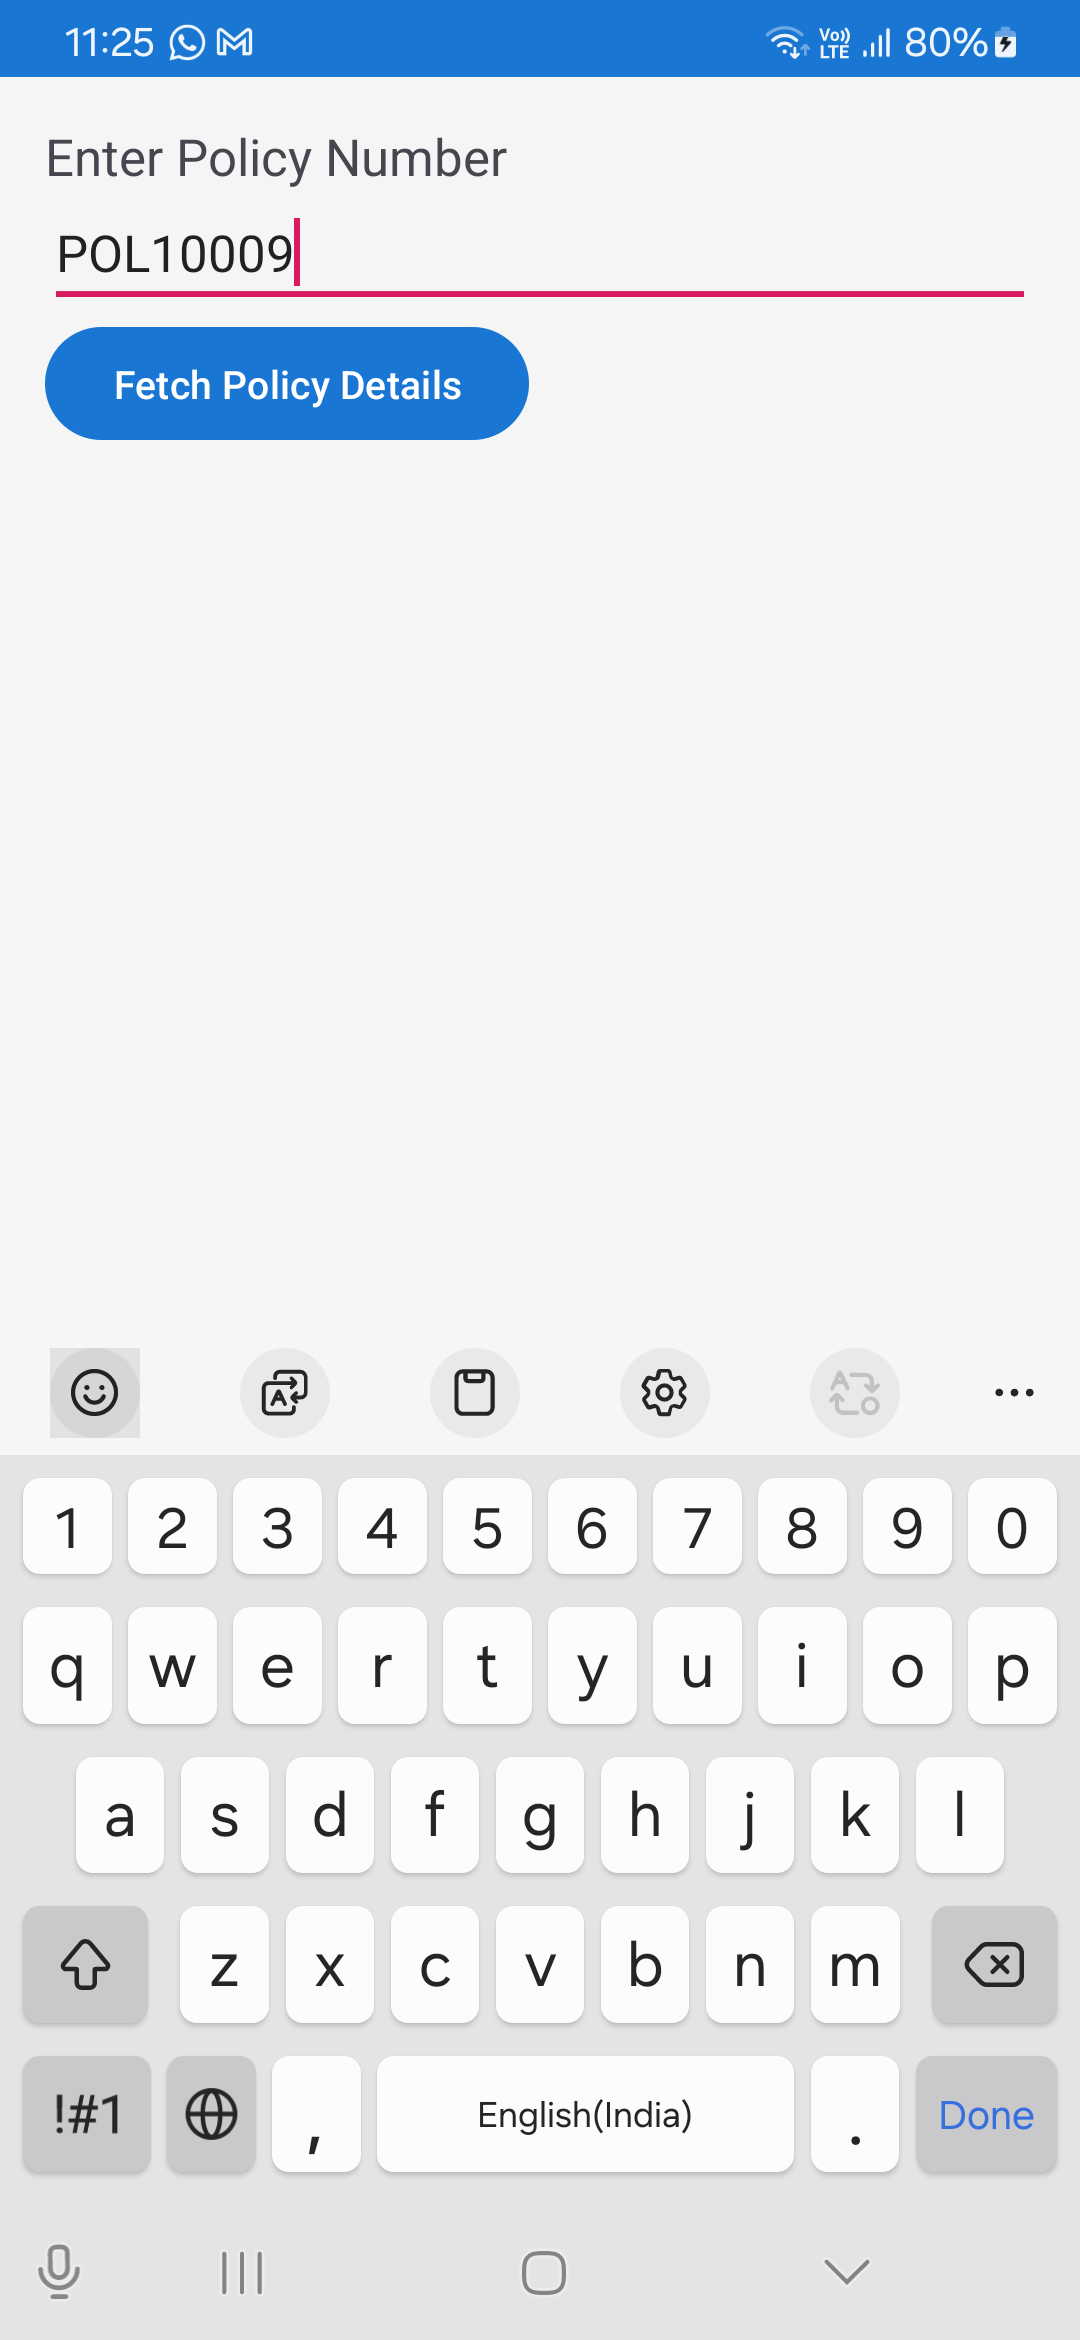 11:25 Vo)) LTE 80%
Enter Policy Number
POL10009
Fetch Policy Details
1 2 3 4 5 6 7 8 9 0
q w e r t y u i o p
a s d f g h j k l
z x c v b n m
!#1 , English(India) . Done